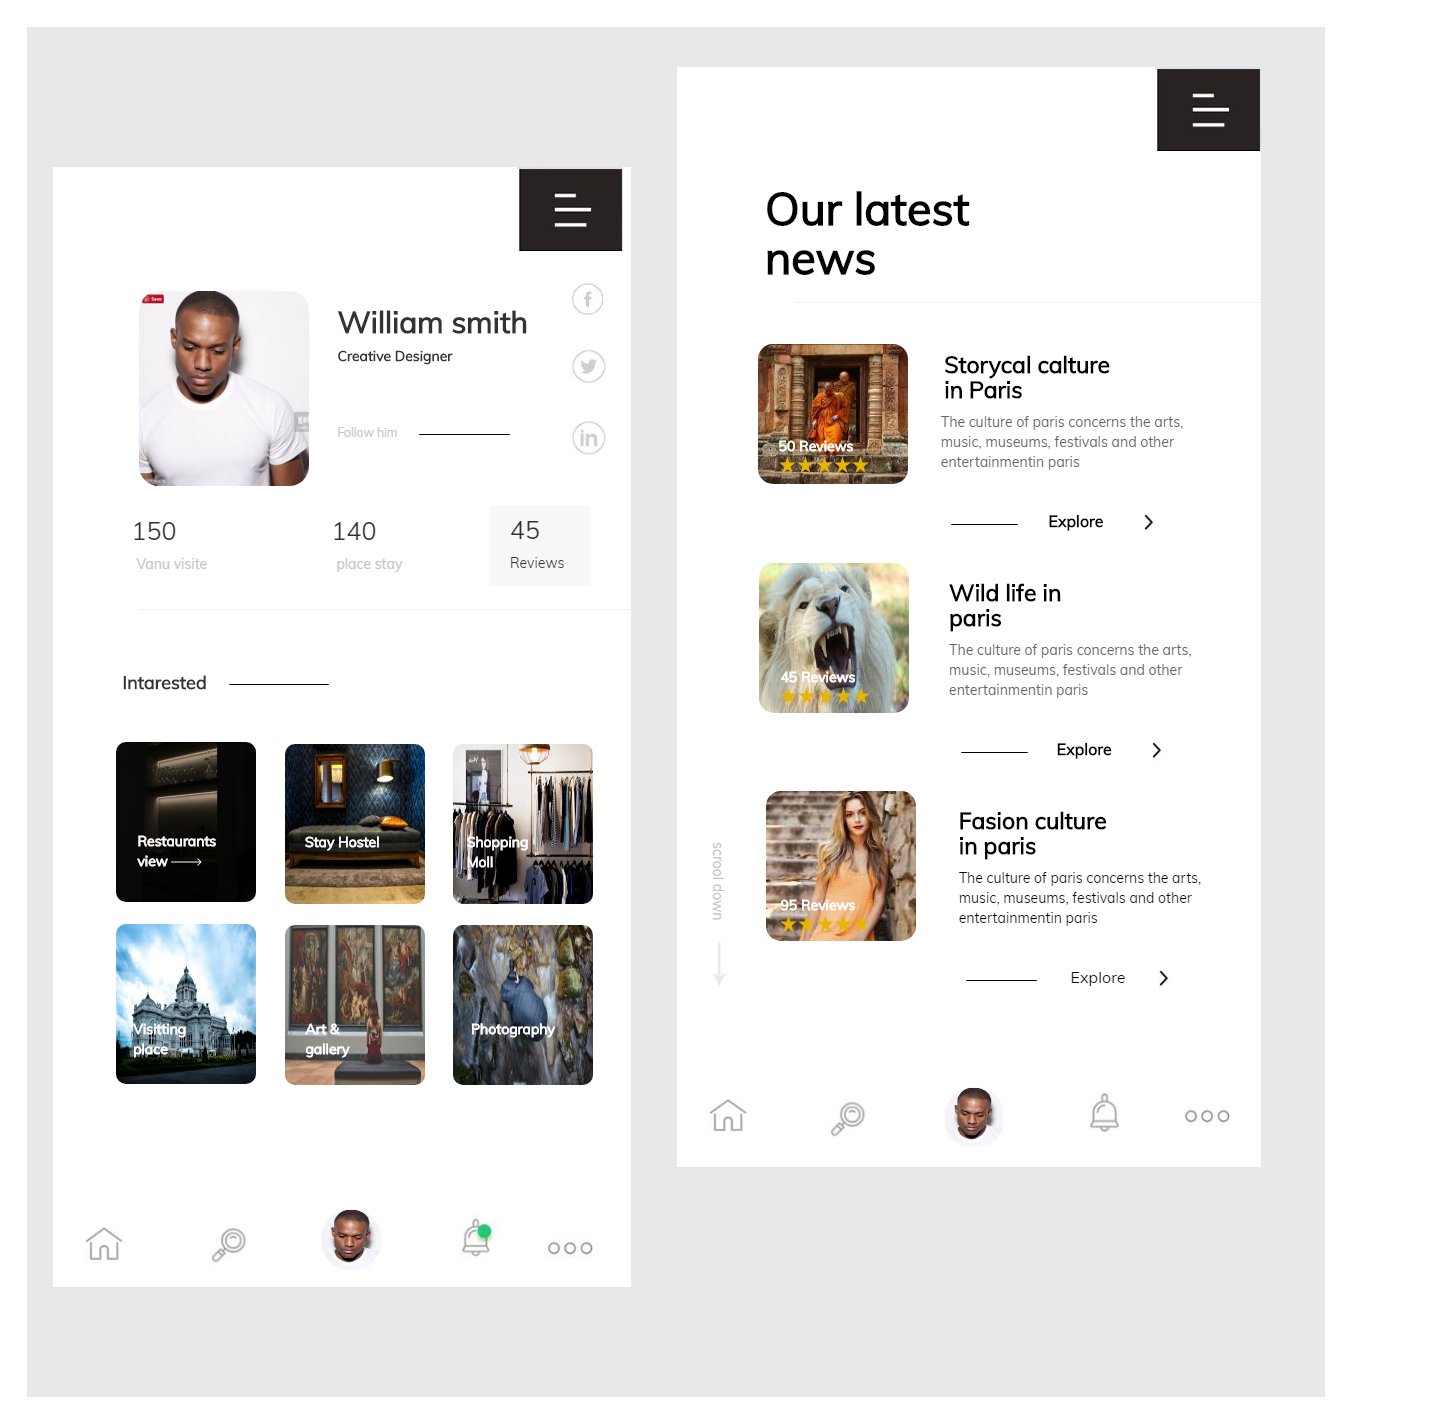 William smith
Creative Designer
Follow him
150
Vanu visite
140
place stay
45
Reviews
Intarested
Restaurants
view
Stay Hostel
Shopping
Moll
Visitting
place
Art &
gallery
Photography
Our latest
news
50 Reviews
Storycal calture
in Paris
The culture of paris concerns the arts,
music, museums, festivals and other
entertainmentin paris
Explore
45 Reviews
Wild life in
paris
The culture of paris concerns the arts,
music, museums, festivals and other
entertainmentin paris
Explore
95 Reviews
Fasion culture
in paris
The culture of paris concerns the arts,
music, museums, festivals and other
entertainmentin paris
Explore
scrool down